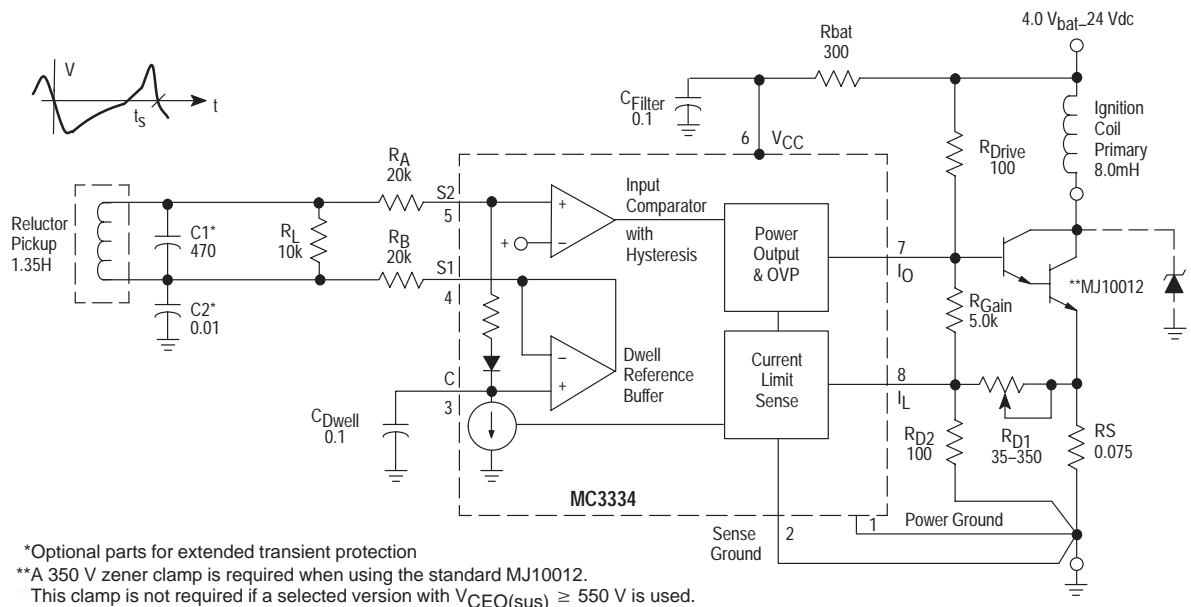 4.0 Vbat_24 Vdc
Rbat
300
V
t
ts
CFilter
0.1
6
VCC
RDrive
100
Ignition
Coil
Primary
8.0mH
RA
20k
S2
5
Input
Comparator
with
Hysteresis
+
–
+
Reluctor
Pickup
1.35H
C1*
470
RL
10k
RB
20k
S1
4
Power
Output
& OVP
7
IO
**MJ10012
RGain
5.0k
C2*
0.01
–
+
Dwell
Reference
Buffer
Current
Limit
Sense
8
IL
C
3
CDwell
0.1
RD2
100
RD1
35–350
RS
0.075
MC3334
Sense
Ground
2
1
Power Ground
*Optional parts for extended transient protection
**A 350 V zener clamp is required when using the standard MJ10012.
This clamp is not required if a selected version with VCEO(sus) ≥ 550 V is used.